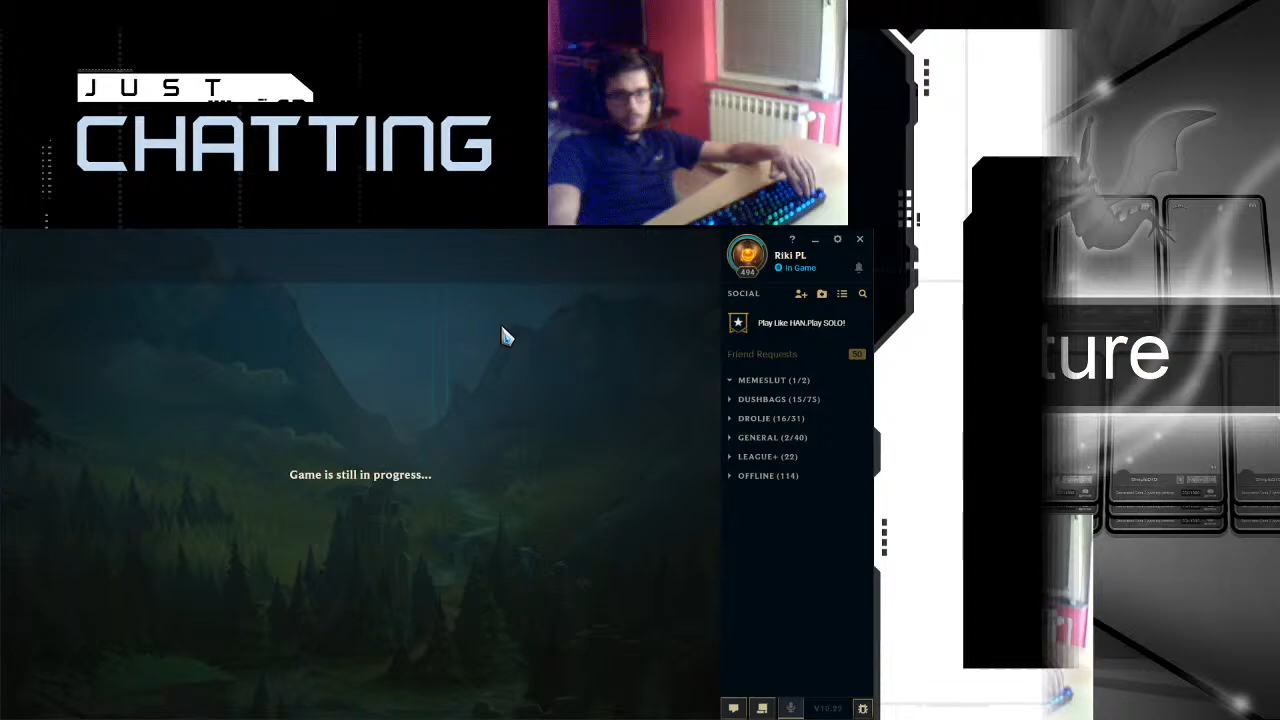 JUST
CHATTING
494
Riki PL
In Game
SOCIAL
Play Like HAN.Play SOLO!
Friend Requests
50
MEMESLUT (1/2)
DUSHBAGS (15/75)
DROLJE (16/31)
GENERAL (2/40)
LEAGUE+ (22)
OFFLINE (114)
Game is still in progress...
ture
V10.22